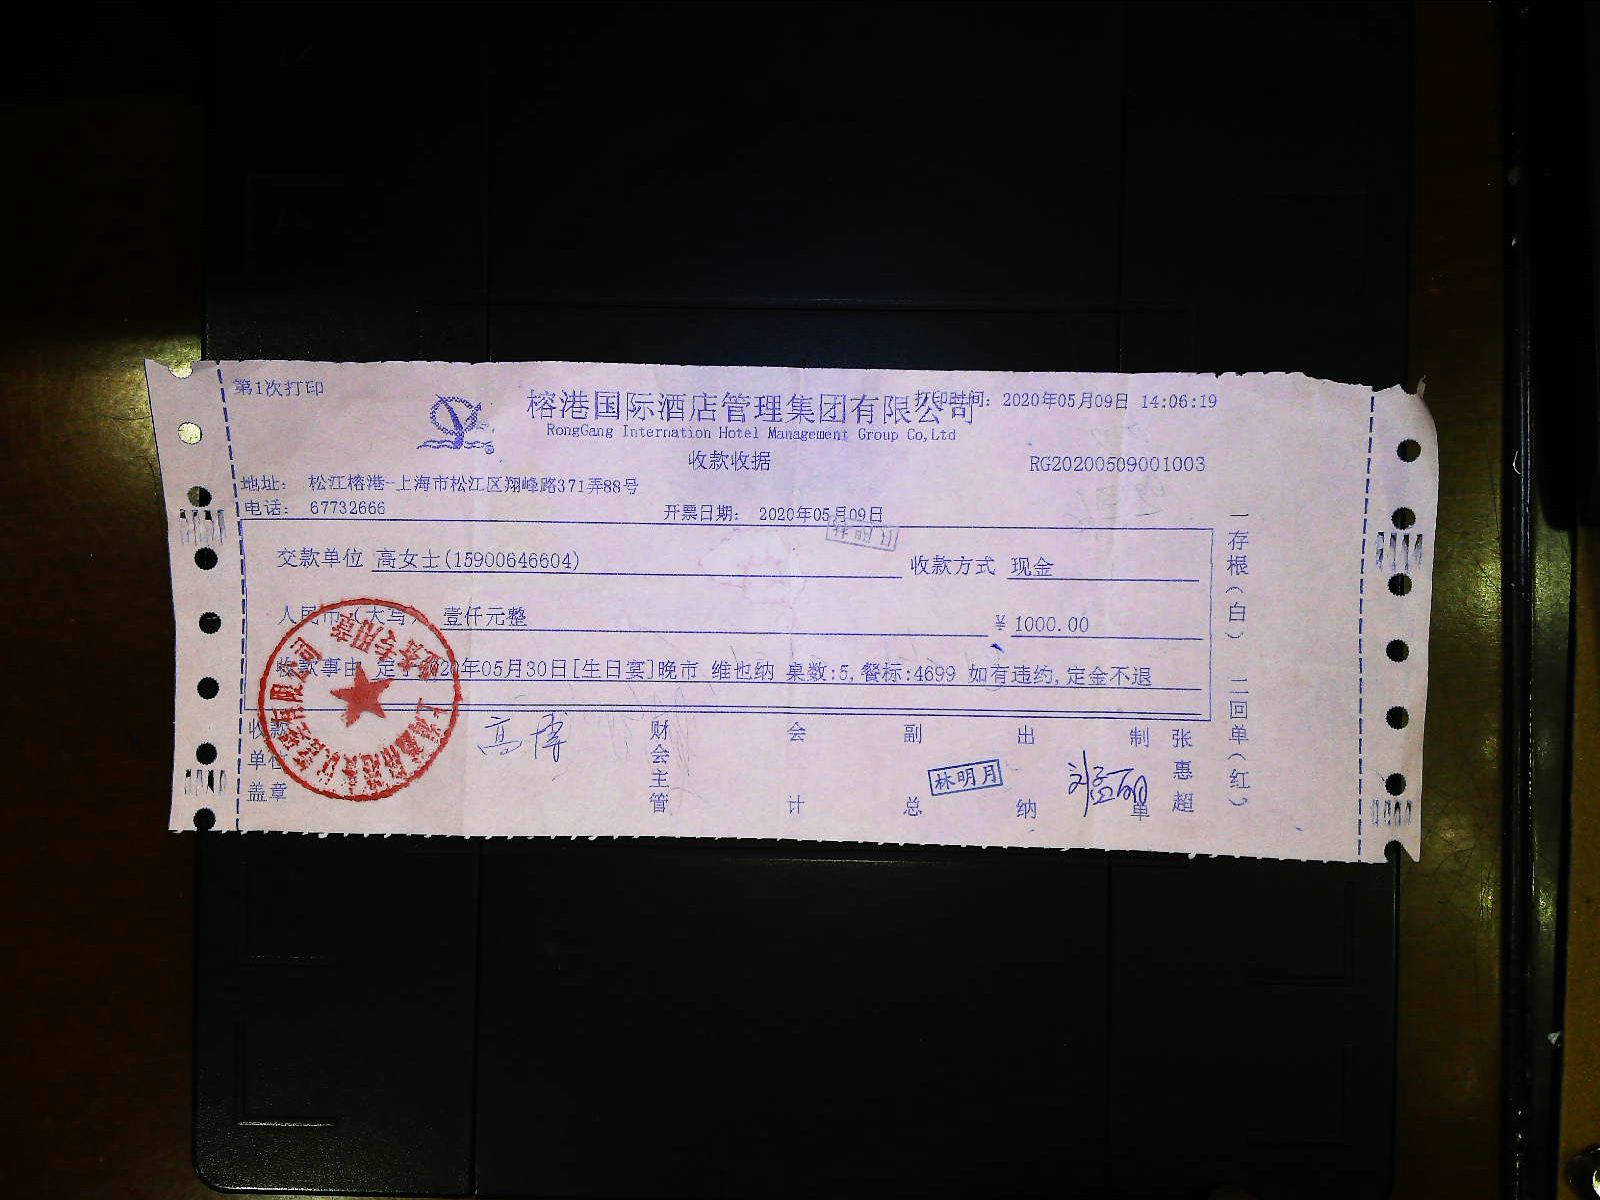 第1次打印
榕港国际酒店管理集团有限公司
打印时间: 2020年05月09日 14:06:19
RongGang Internation Hotel Management Group Co,Ltd
收款收据
RG20200509001003
地址: 松江榕港-上海市松江区翔峰路371弄88号
电话: 67732666
开票日期: 2020年05月09日
交款单位 高女士(15900646604)
收款方式 现金
人民币(大写) 壹仟元整
¥ 1000.00
收款事由 定于2020年05月30日[生日宴]晚市 维也纳 桌数:5,餐标:4699 如有违约,定金不退
收款单位盖章
高博
财会主管
会计
副总
林明月
出纳
制单
张惠超
一存根(白) 二回单(红)